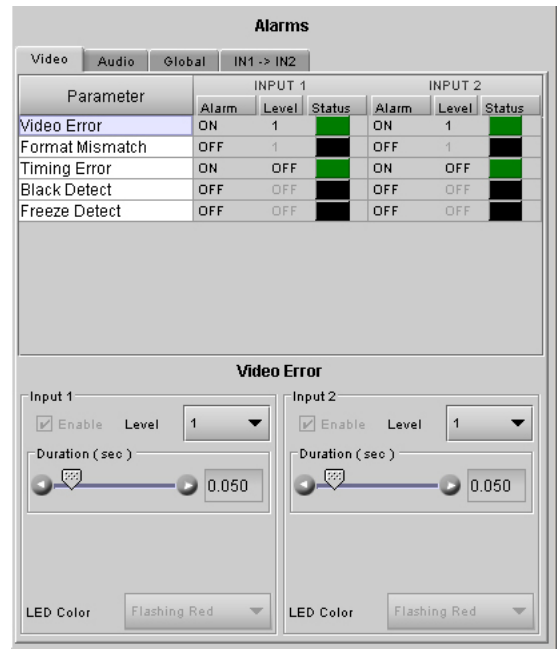 Alarms
Video Audio Global IN1 -> IN2
Parameter INPUT 1 INPUT 2
Alarm Level Status Alarm Level Status
Video Error ON 1 ON 1
Format Mismatch OFF 1 OFF 1
Timing Error ON OFF ON OFF
Black Detect OFF OFF OFF OFF
Freeze Detect OFF OFF OFF OFF
Video Error
Input 1 Input 2
Enable Level 1 Enable Level 1
Duration ( sec ) Duration ( sec )
0.050 0.050
LED Color Flashing Red LED Color Flashing Red